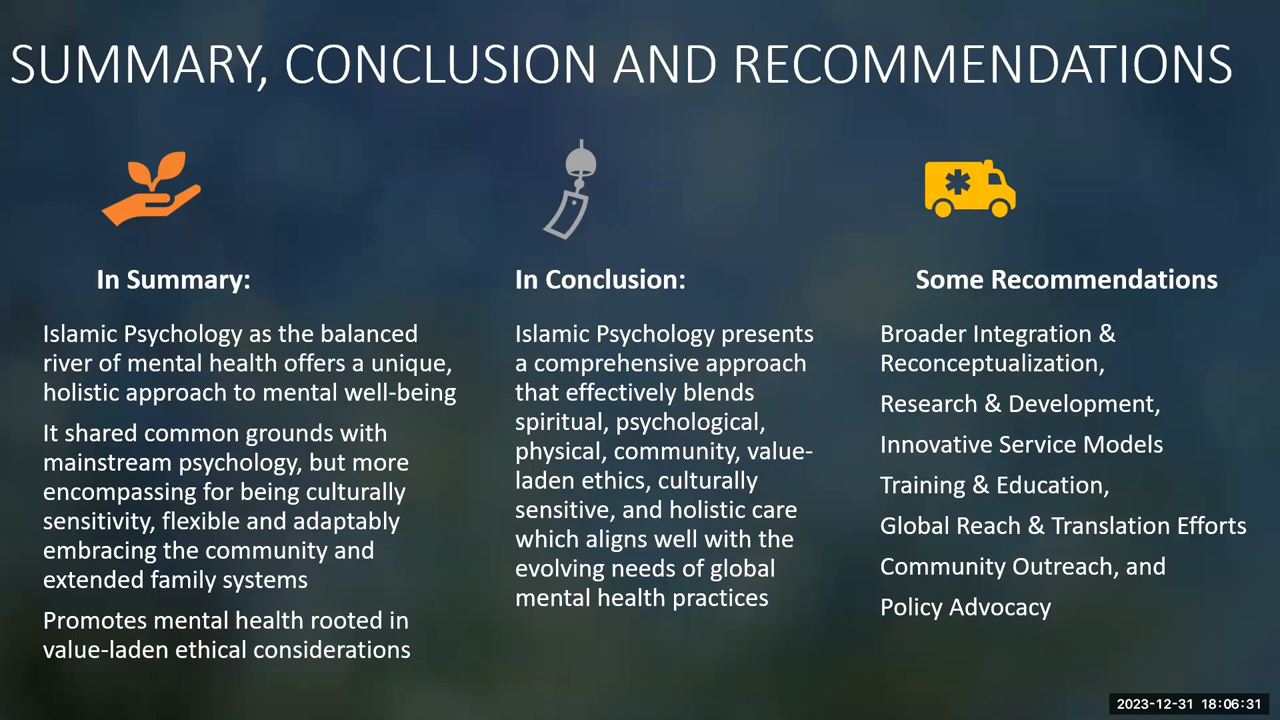 SUMMARY, CONCLUSION AND RECOMMENDATIONS
In Summary:
Islamic Psychology as the balanced
river of mental health offers a unique,
holistic approach to mental well-being
It shared common grounds with
mainstream psychology, but more
encompassing for being culturally
sensitivity, flexible and adaptably
embracing the community and
extended family systems
Promotes mental health rooted in
value-laden ethical considerations
In Conclusion:
Islamic Psychology presents
a comprehensive approach
that effectively blends
spiritual, psychological,
physical, community, value-
laden ethics, culturally
sensitive, and holistic care
which aligns well with the
evolving needs of global
mental health practices
Some Recommendations
Broader Integration &
Reconceptualization,
Research & Development,
Innovative Service Models
Training & Education,
Global Reach & Translation Efforts
Community Outreach, and
Policy Advocacy
2023-12-31 18:06:31